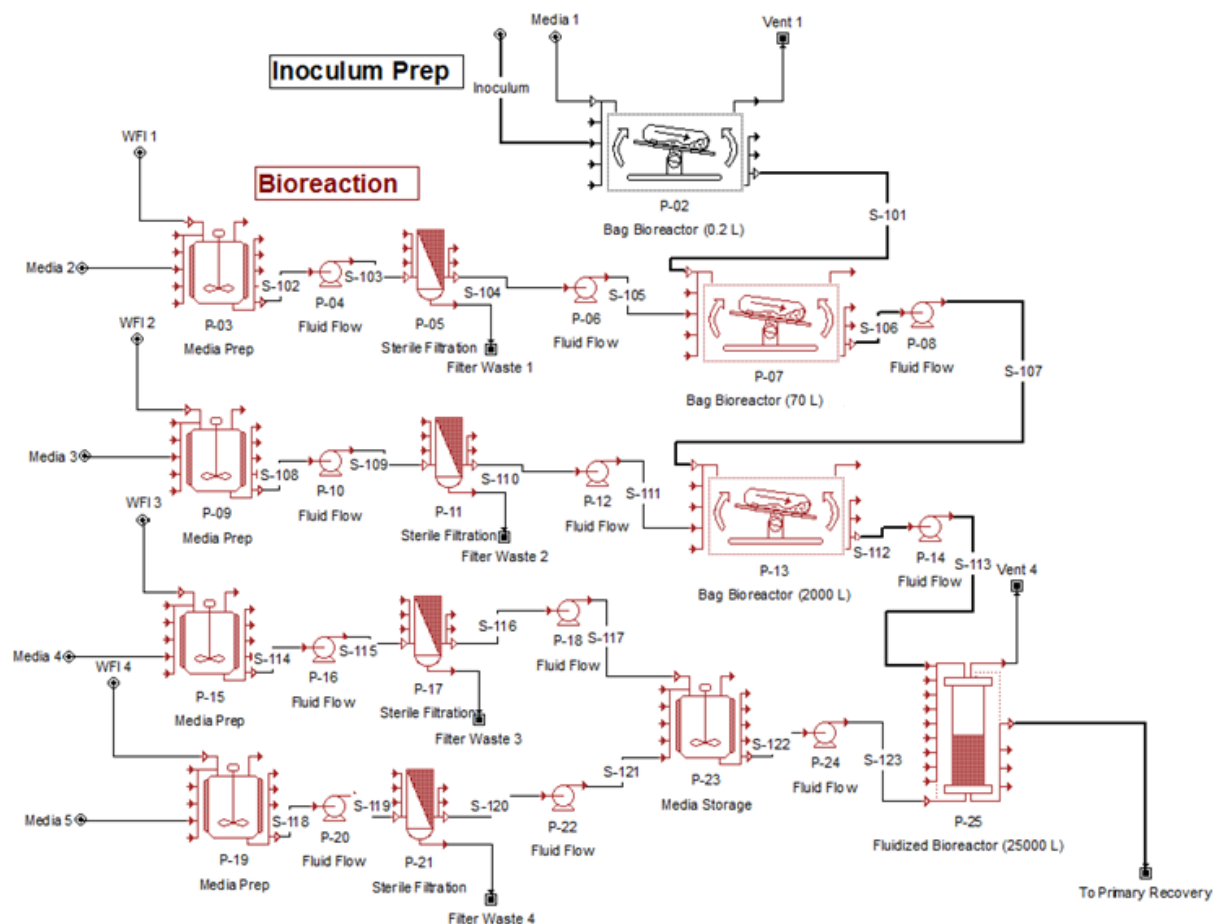 Media 1
Vent 1
Inoculum Prep
Inoculum
WFI 1
P-02
S-101
Bag Bioreactor (0.2 L)
Bioreaction
Media 2
S-102
S-103
S-104
S-105
P-03
Media Prep
P-04
Fluid Flow
P-05
Sterile Filtration
Filter Waste 1
P-06
Fluid Flow
S-106
P-07
Bag Bioreactor (70 L)
P-08
Fluid Flow
S-107
WFI 2
Media 3
S-108
S-109
S-110
S-111
P-09
Media Prep
P-10
Fluid Flow
P-11
Sterile Filtration
Filter Waste 2
P-12
Fluid Flow
S-112
P-13
Bag Bioreactor (2000 L)
P-14
Fluid Flow
S-113
Vent 4
WFI 3
Media 4
S-114
S-115
S-116
S-117
P-15
Media Prep
P-16
Fluid Flow
P-17
Sterile Filtration
Filter Waste 3
P-18
Fluid Flow
WFI 4
Media 5
S-118
S-119
S-120
S-121
P-19
Media Prep
P-20
Fluid Flow
P-21
Sterile Filtration
Filter Waste 4
P-22
Fluid Flow
S-122
P-23
Media Storage
P-24
Fluid Flow
S-123
P-25
Fluidized Bioreactor (25000 L)
To Primary Recovery